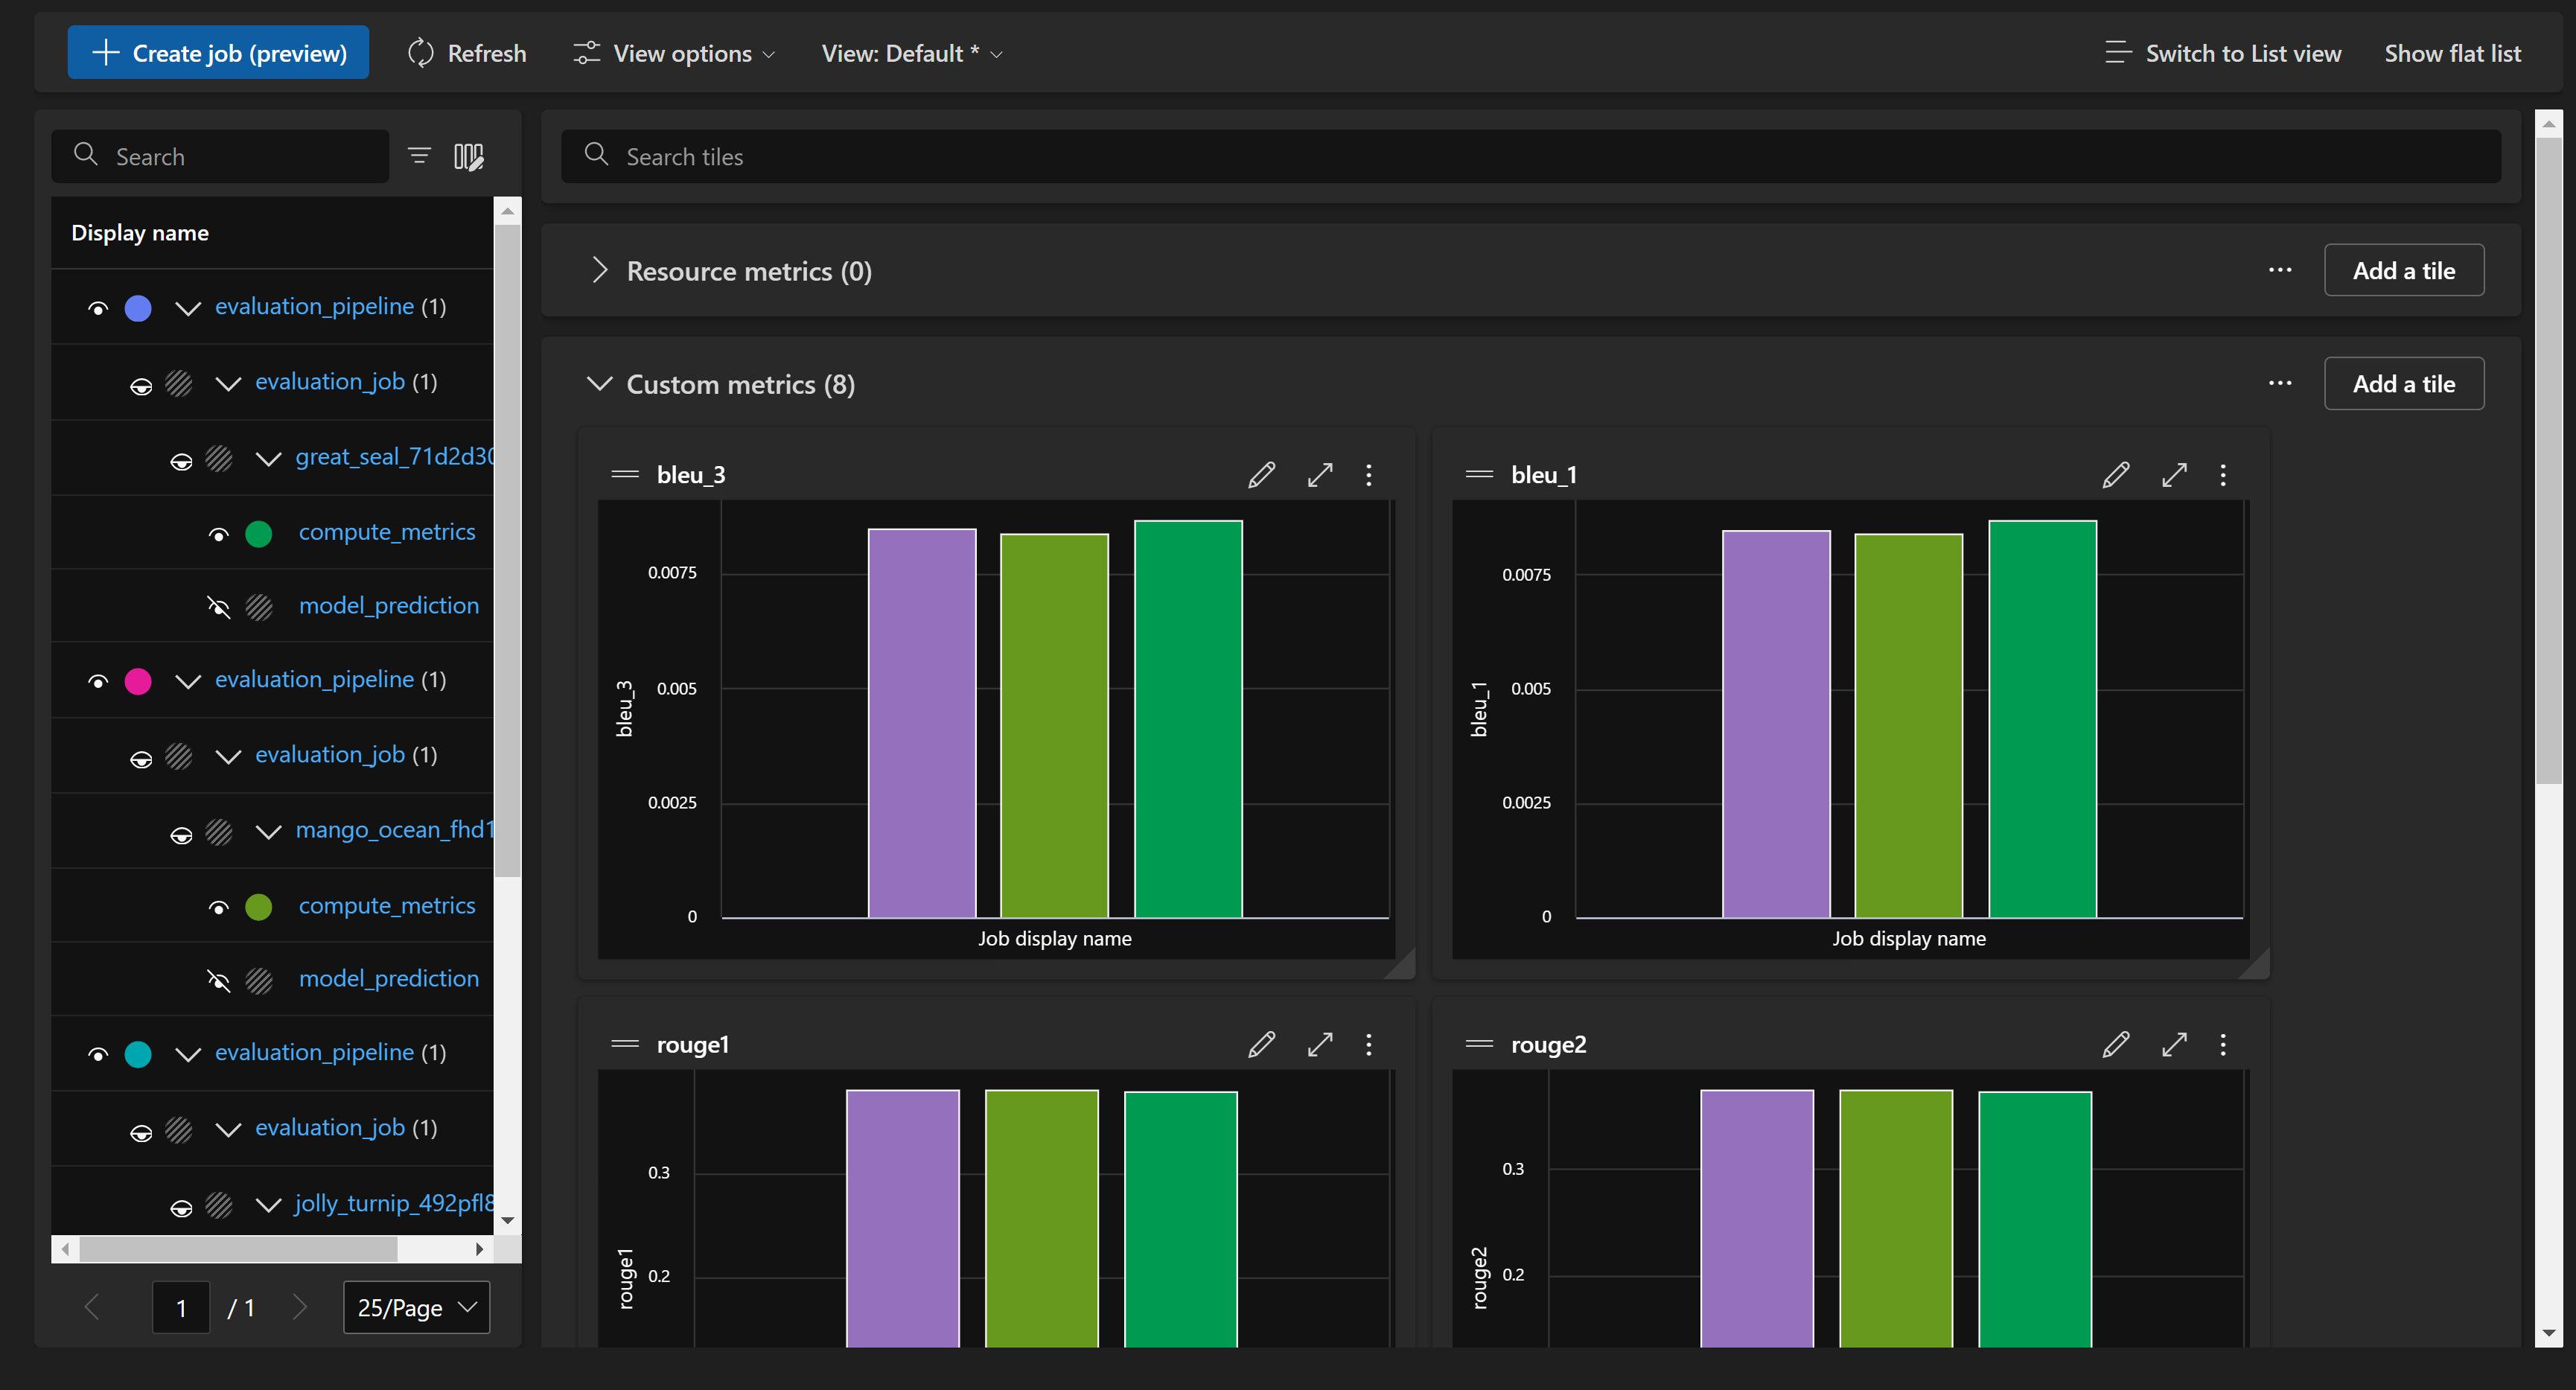 Create job (preview)
Refresh
View options
View: Default *
Switch to List view
Show flat list
Search
Display name
evaluation_pipeline (1)
evaluation_job (1)
great_seal_71d2d30
compute_metrics
model_prediction
evaluation_pipeline (1)
evaluation_job (1)
mango_ocean_fhd1
compute_metrics
model_prediction
evaluation_pipeline (1)
evaluation_job (1)
jolly_turnip_492pfl8
1 / 1
25/Page
Search tiles
Resource metrics (0)
Add a tile
Custom metrics (8)
Add a tile
bleu_3
0.0075
0.005
0.0025
0
bleu_3
Job display name
bleu_1
0.0075
0.005
0.0025
0
bleu_1
Job display name
rouge1
0.3
0.2
rouge1
rouge2
0.3
0.2
rouge2